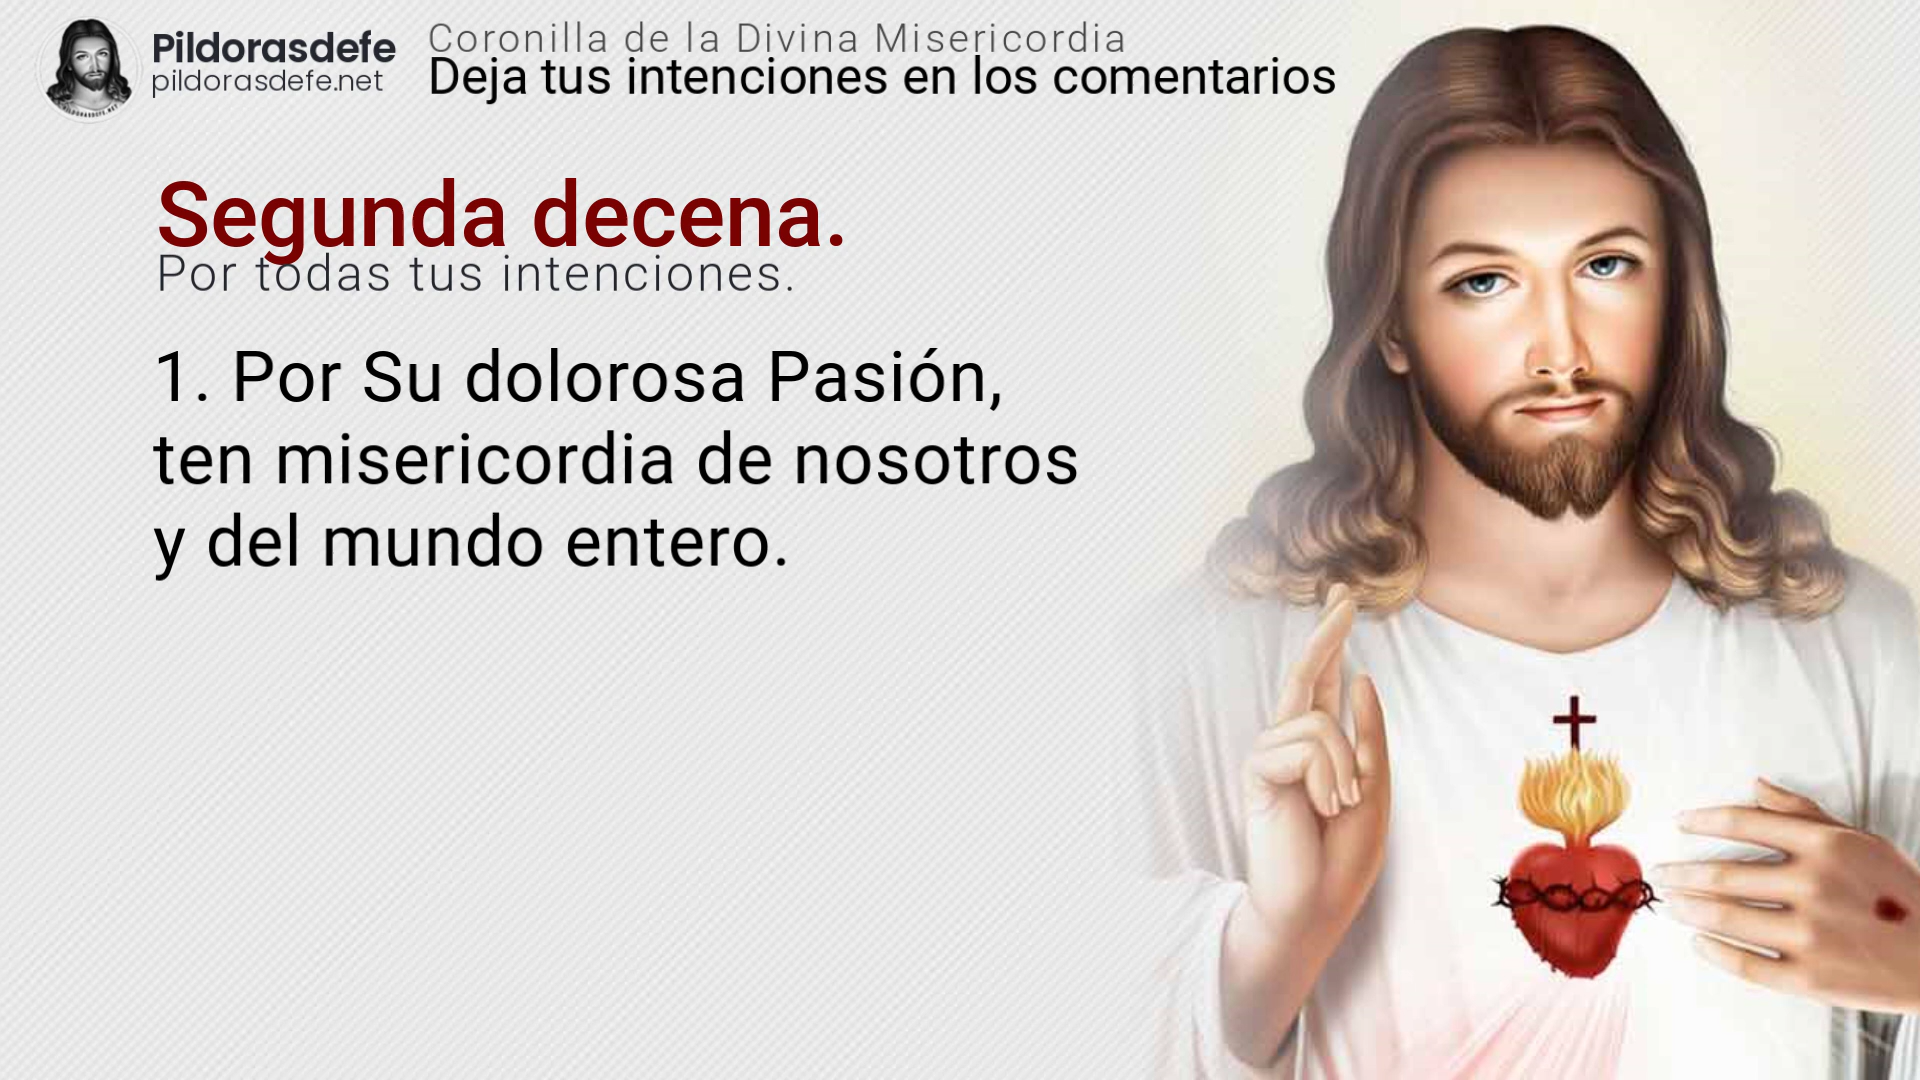 Pildorasdefe
pildorasdefe.net
Coronilla de la Divina Misericordia
Deja tus intenciones en los comentarios
Segunda decena.
Por todas tus intenciones.
1. Por Su dolorosa Pasión,
ten misericordia de nosotros
y del mundo entero.